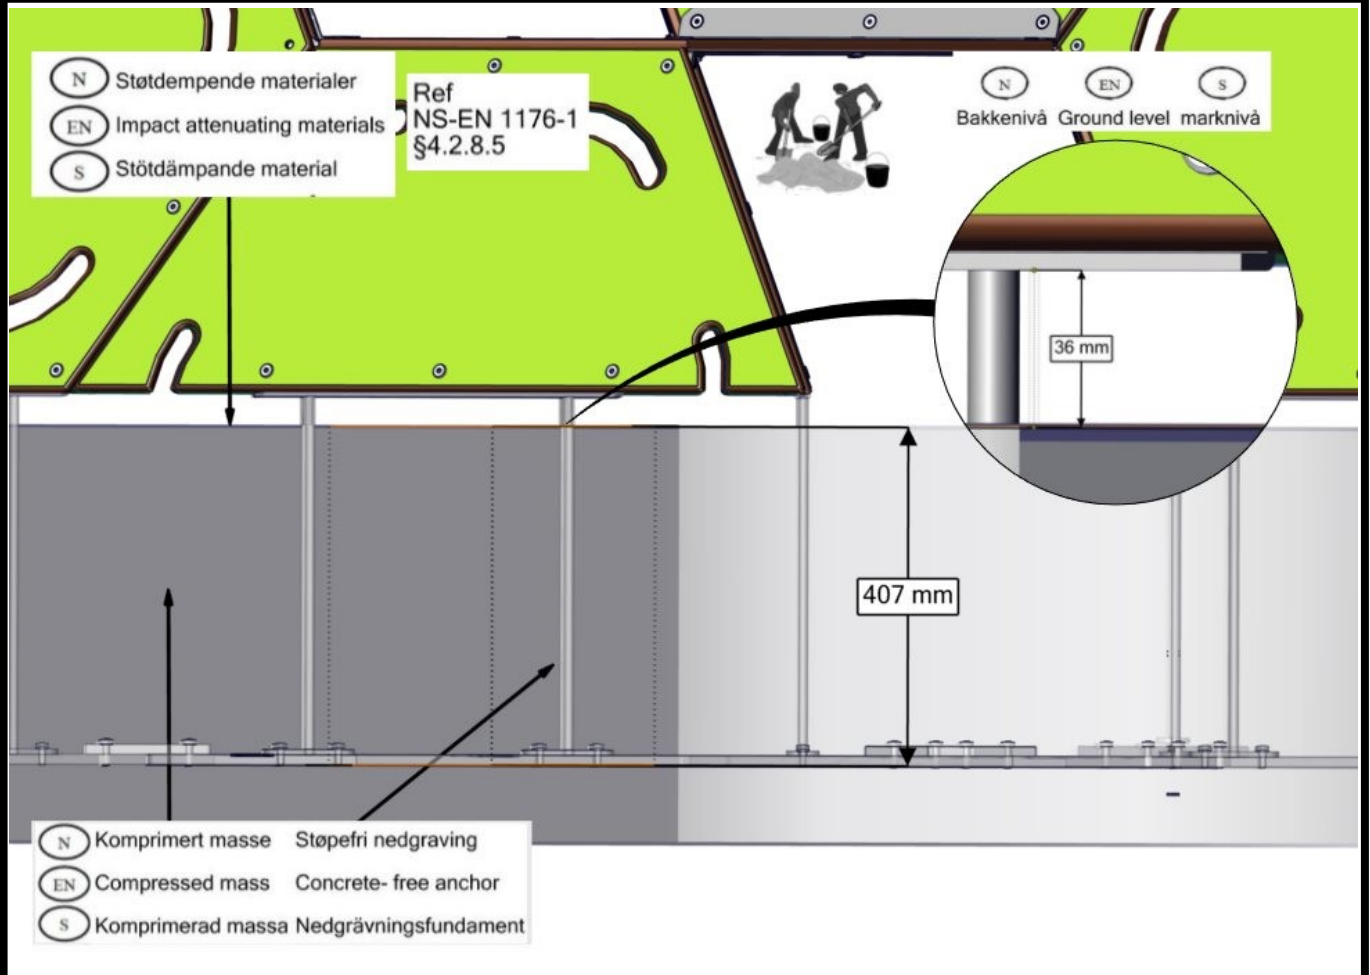 N Støtdempende materialer
EN Impact attenuating materials
S Stötdämpande material
Ref
NS-EN 1176-1
§4.2.8.5
N EN S
Bakkenivå Ground level marknivå
36 mm
407 mm
N Komprimert masse Støpefri nedgraving
EN Compressed mass Concrete- free anchor
S Komprimerad massa Nedgrävningsfundament